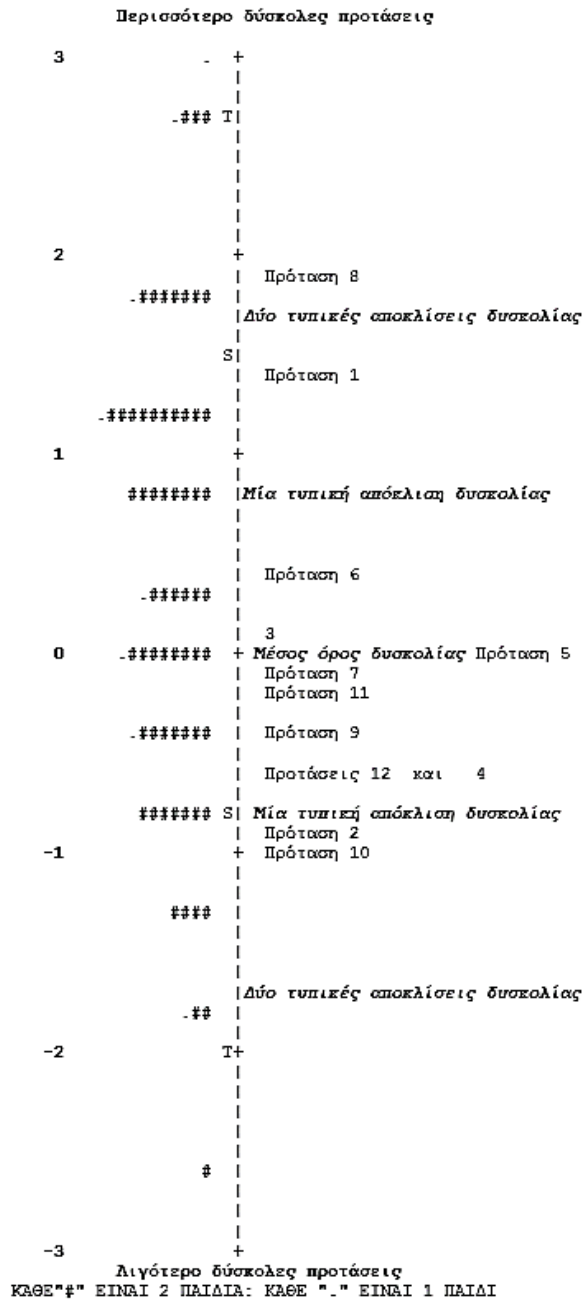 Περισσότερο δύσκολες προτάσεις
3 . +
|
|
.### T|
|
|
|
|
|
|
2 +
| Πρόταση 8
.####### |
|Δύο τυπικές αποκλίσεις δυσκολίας
|
S|
| Πρόταση 1
|
.########## |
|
1 +
|
######## |Μία τυπική απόκλιση δυσκολίας
|
|
|
| Πρόταση 6
.###### |
|
| 3
0 .######## + Μέσος όρος δυσκολίας Πρόταση 5
| Πρόταση 7
| Πρόταση 11
|
.####### | Πρόταση 9
|
| Προτάσεις 12 και 4
|
####### S| Μία τυπική απόκλιση δυσκολίας
| Πρόταση 2
-1 + Πρόταση 10
|
|
#### |
|
|
|
|Δύο τυπικές αποκλίσεις δυσκολίας
.## |
|
-2 T+
|
|
|
|
|
# |
|
|
|
-3 +
Λιγότερο δύσκολες προτάσεις
ΚΑΘΕ"#" ΕΙΝΑΙ 2 ΠΑΙΔΙΑ: ΚΑΘΕ "." ΕΙΝΑΙ 1 ΠΑΙΔΙ